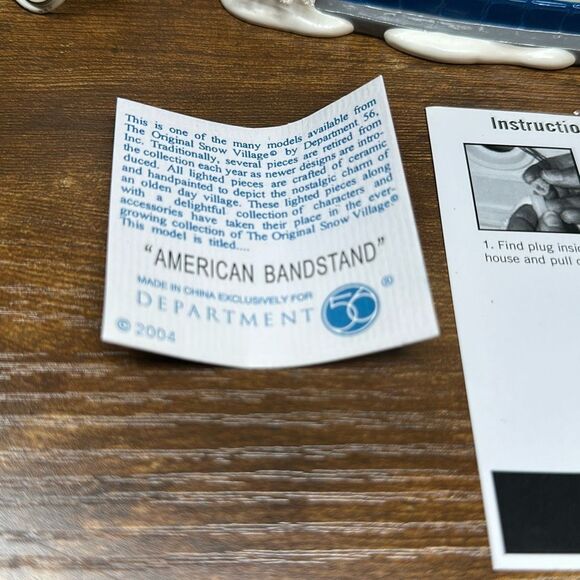 This is one of the many models available from
The Original Snow Village® by Department 56,
Inc. Traditionally, several pieces are retired from
the collection each year as newer designs are intro-
duced. All lighted pieces are crafted of ceramic
and handpainted to depict the nostalgic charm of
an olden day village. These lighted pieces along
with a delightful collection of characters and
accessories have taken their place in the ever-
growing collection of The Original Snow Village®
This model is titled....
“AMERICAN BANDSTAND”
MADE IN CHINA EXCLUSIVELY FOR
DEPARTMENT 56®
© 2004
Instructio
1. Find plug insi
house and pull